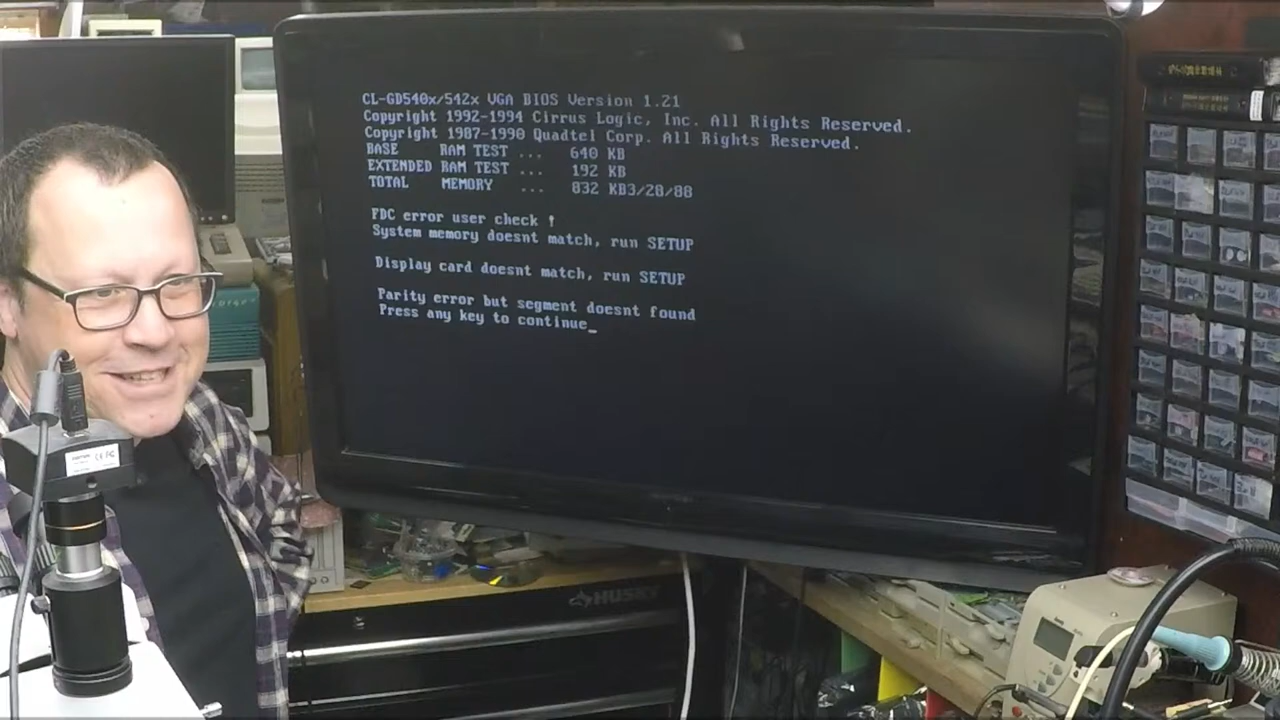 CL-GD540x/542x VGA BIOS Version 1.21
Copyright 1992-1994 Cirrus Logic, Inc. All Rights Reserved.
Copyright 1987-1990 Quadtel Corp. All Rights Reserved.
BASE RAM TEST ... 640 KB
EXTENDED RAM TEST ... 192 KB
TOTAL MEMORY ... 832 KB3/28/88
FDC error user check !
System memory doesnt match, run SETUP
Display card doesnt match, run SETUP
Parity error but segment doesnt found
Press any key to continue_
HUSKY